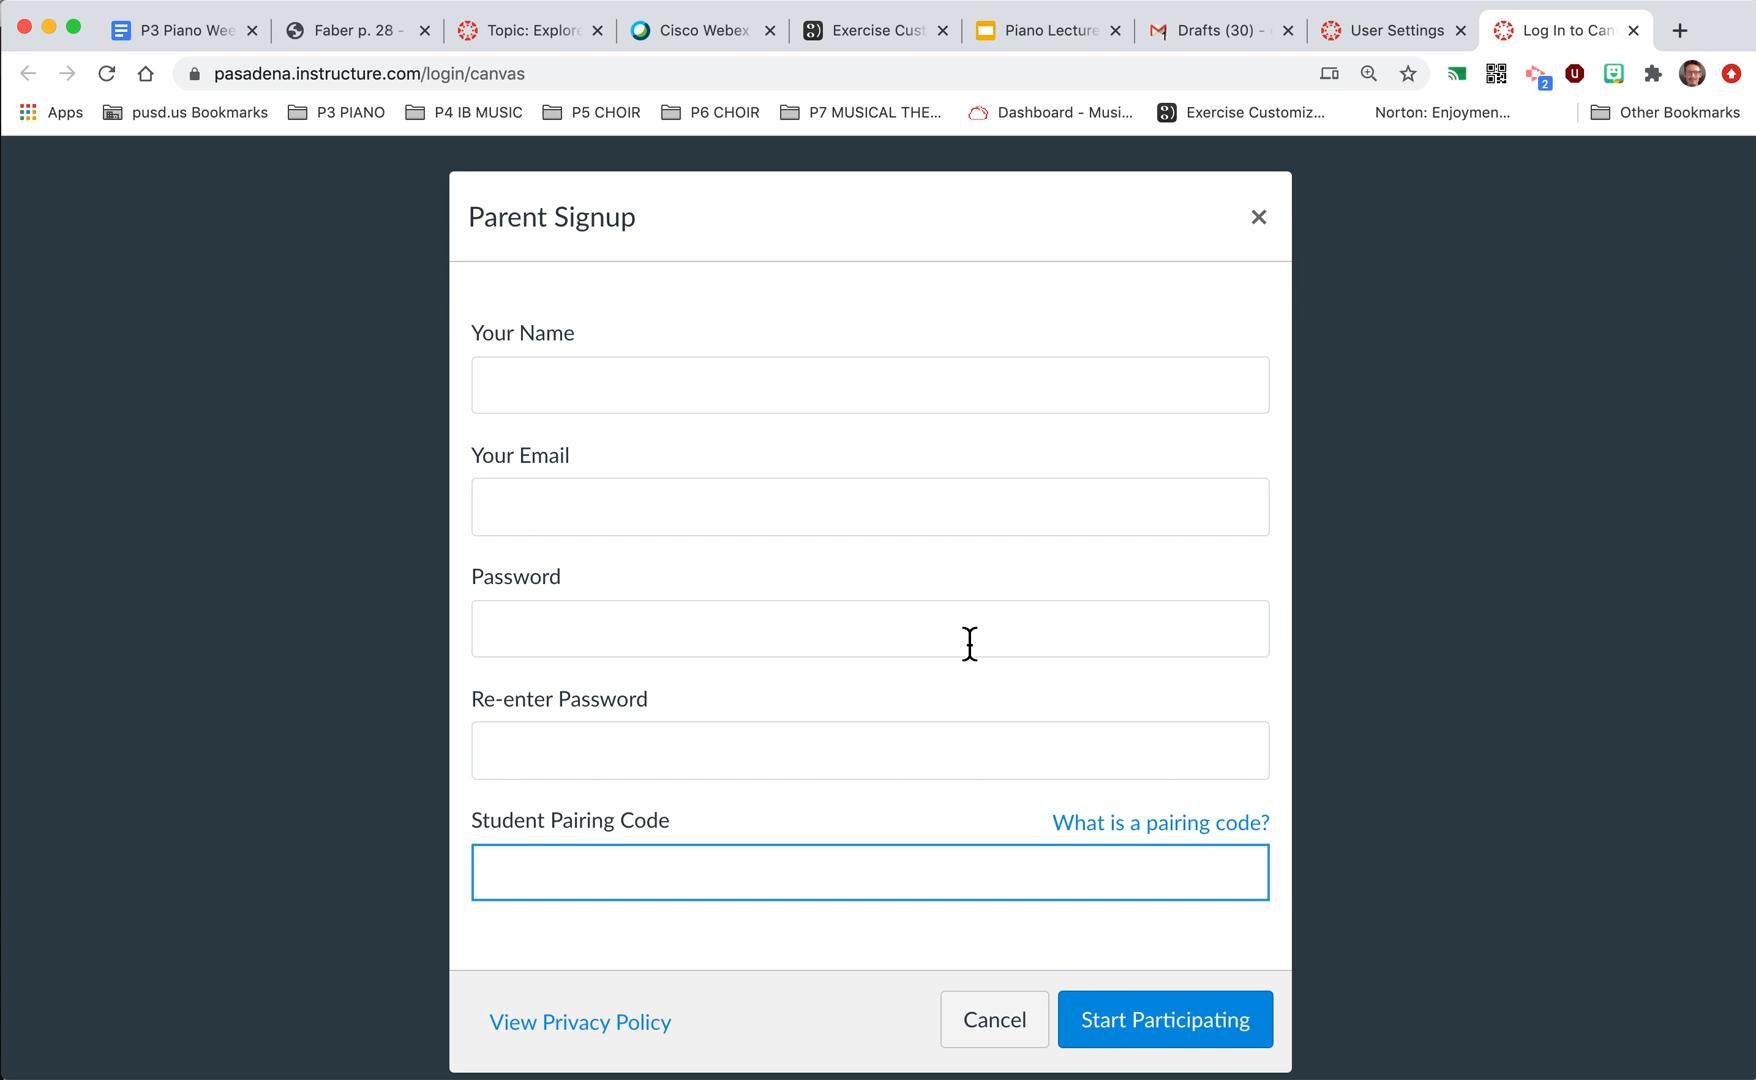 P3 Piano Wee
Faber p. 28 -
Topic: Explore
Cisco Webex
Exercise Cust
Piano Lecture
Drafts (30) -
User Settings
Log In to Can
pasadena.instructure.com/login/canvas
2
Apps
pusd.us Bookmarks
P3 PIANO
P4 IB MUSIC
P5 CHOIR
P6 CHOIR
P7 MUSICAL THE...
Dashboard - Musi...
Exercise Customiz...
Norton: Enjoymen...
Other Bookmarks
Parent Signup
Your Name
Your Email
Password
Re-enter Password
Student Pairing Code
What is a pairing code?
View Privacy Policy
Cancel
Start Participating